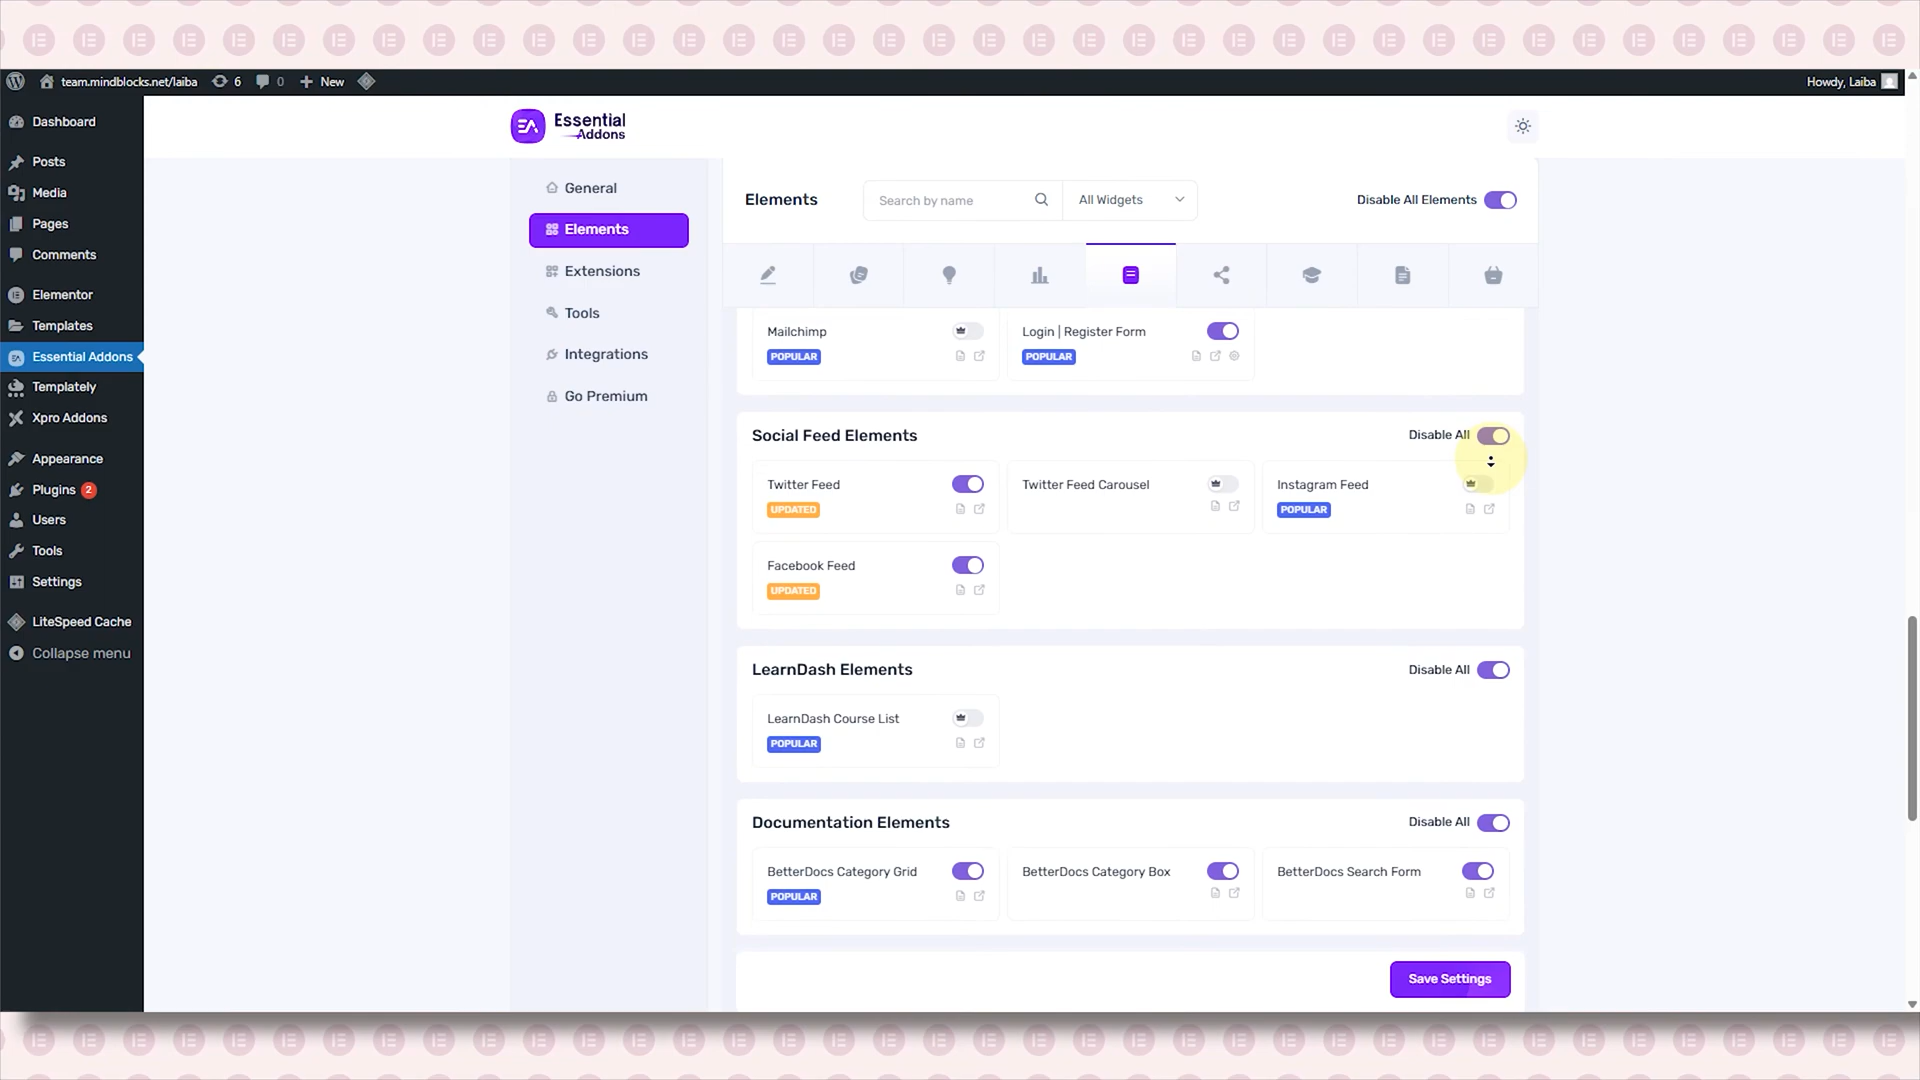 team.mindblocks.net/laiba 6 0 New Howdy, Laiba
Dashboard
Posts
Media
Pages
Comments
Elementor
Templates
Essential Addons
Templately
Xpro Addons
Appearance
Plugins 2
Users
Tools
Settings
LiteSpeed Cache
Collapse menu
EA Essential
Addons
General
Elements
Extensions
Tools
Integrations
Go Premium
Elements Search by name All Widgets Disable All Elements
Mailchimp Login | Register Form
POPULAR POPULAR
Social Feed Elements Disable All
Twitter Feed Twitter Feed Carousel Instagram Feed
UPDATED POPULAR
Facebook Feed
UPDATED
LearnDash Elements Disable All
LearnDash Course List
POPULAR
Documentation Elements Disable All
BetterDocs Category Grid BetterDocs Category Box BetterDocs Search Form
POPULAR
Save Settings